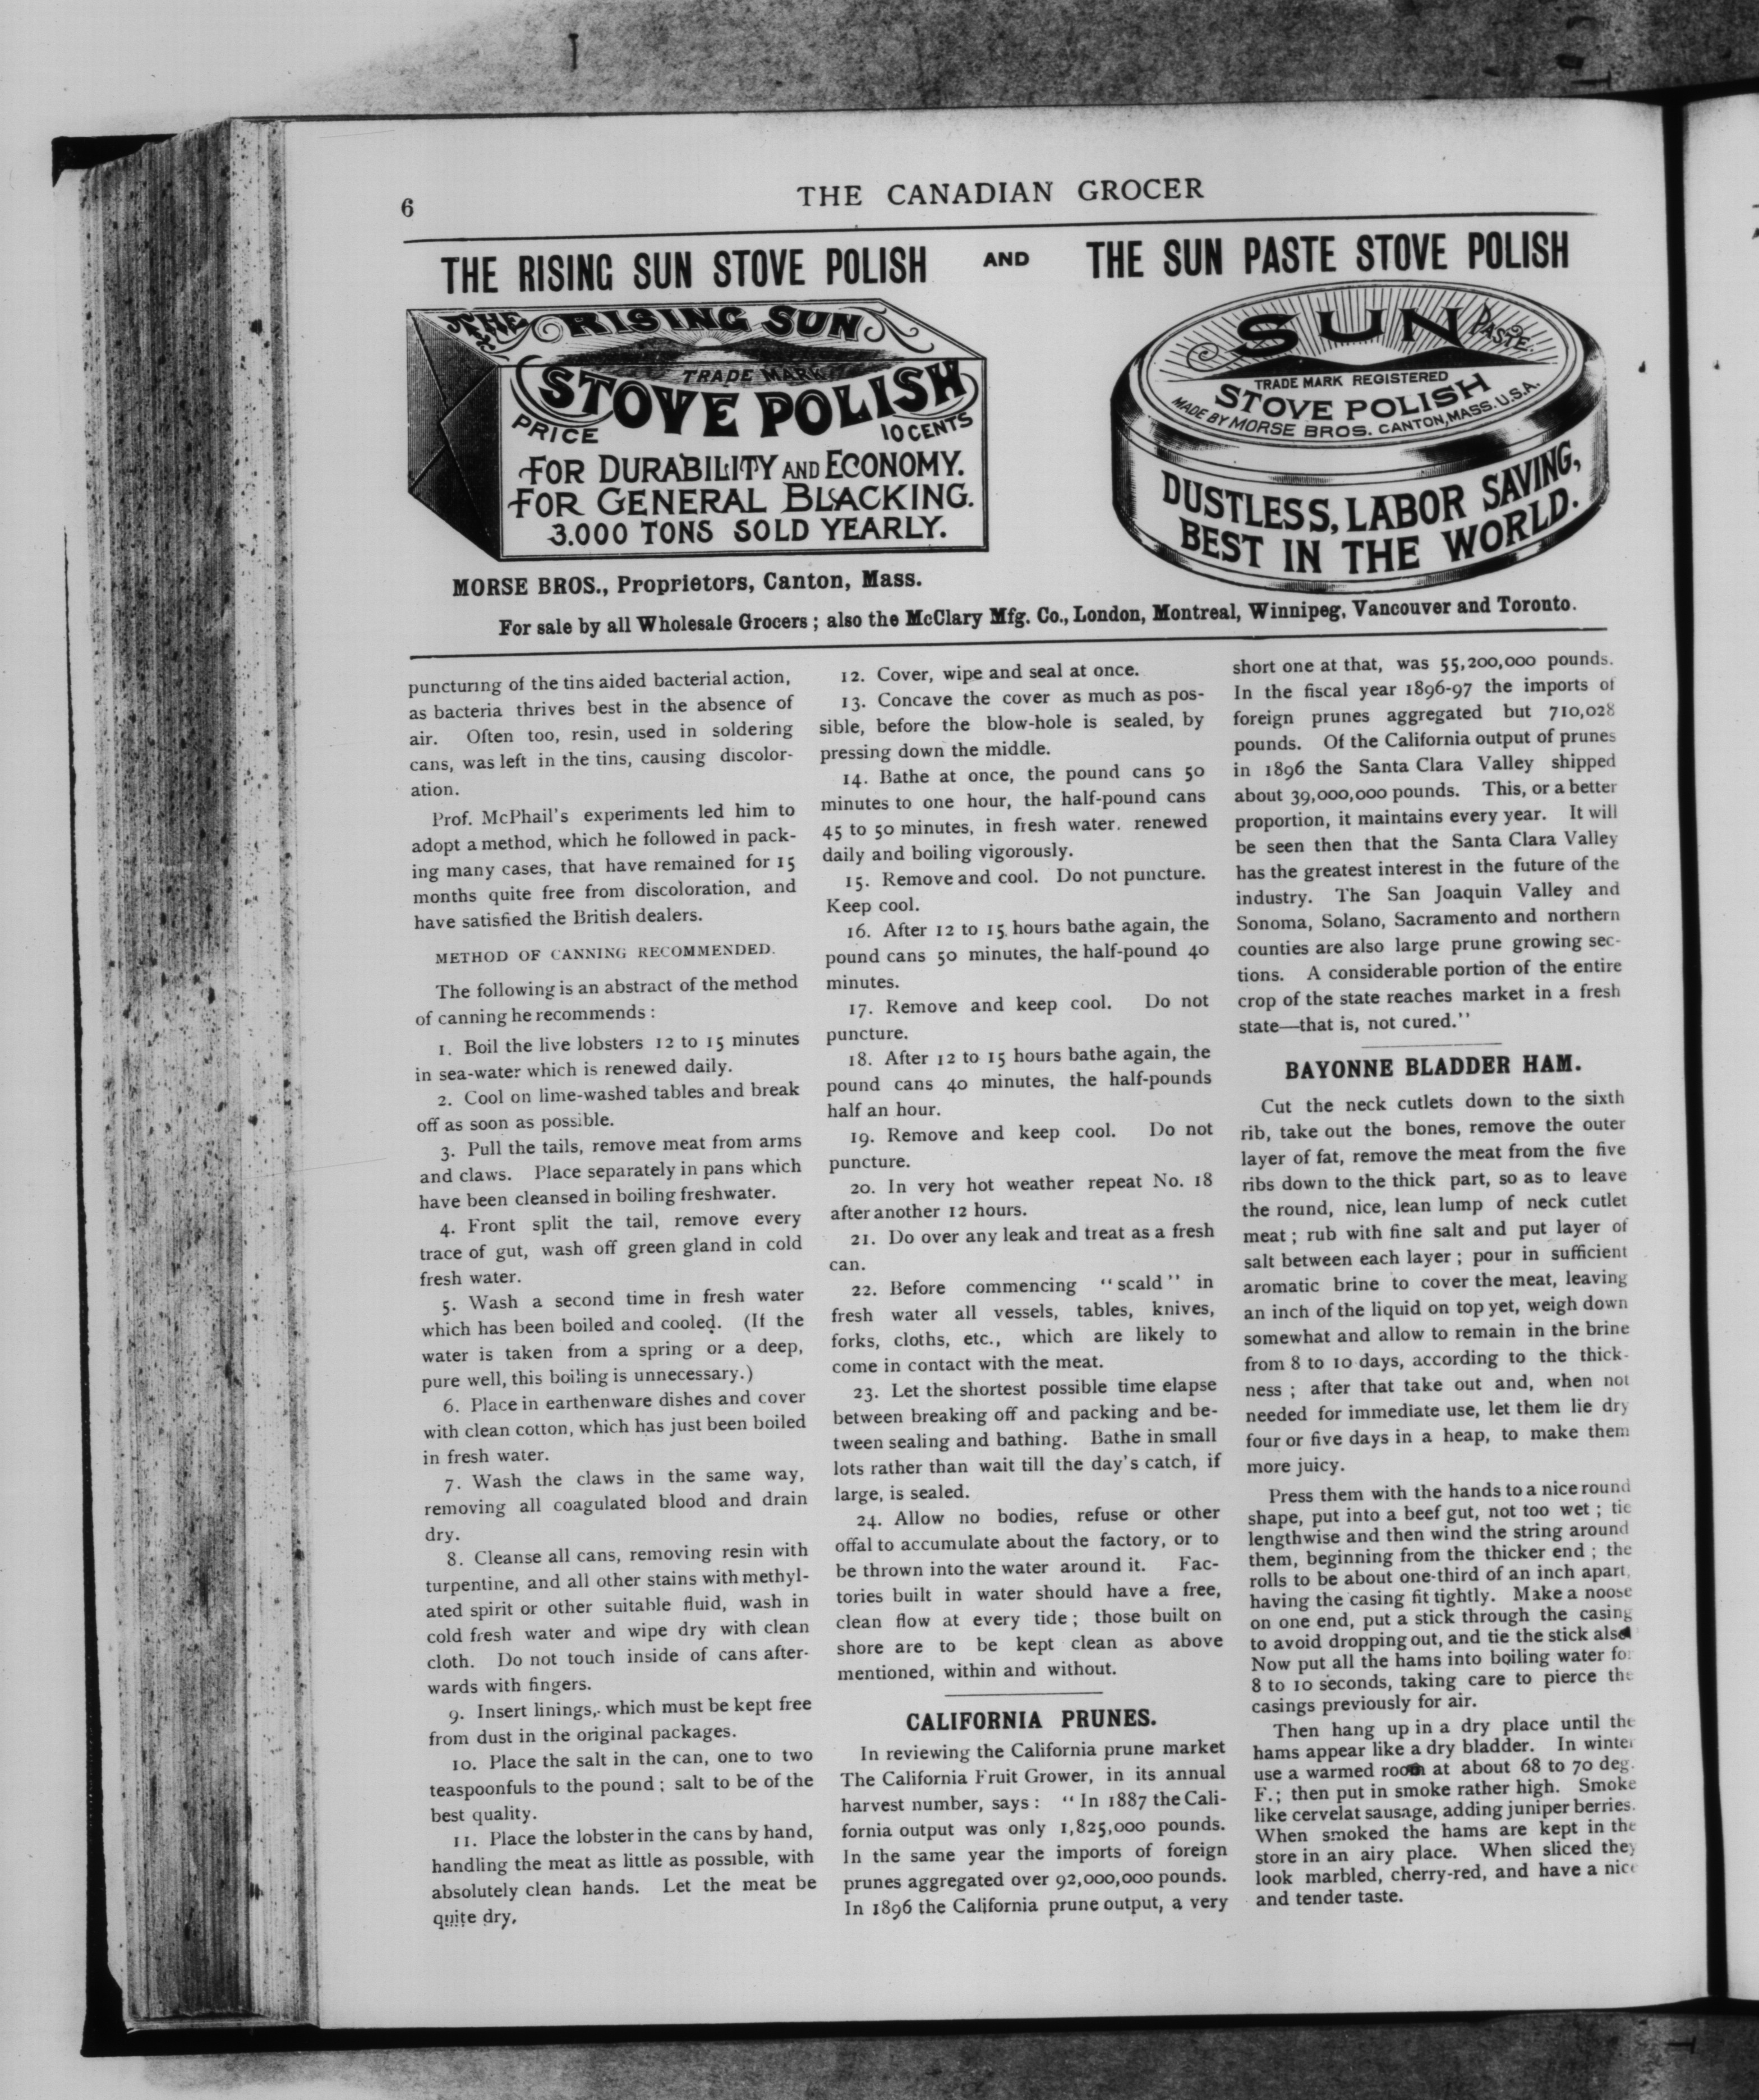 6
THE CANADIAN GROCER
THE RISING SUN STOVE POLISH AND THE SUN PASTE STOVE POLISH
THE RISING SUN
TRADE MARK
STOVE POLISH
PRICE 10 CENTS
FOR DURABILITY AND ECONOMY.
FOR GENERAL BLACKING.
3.000 TONS SOLD YEARLY.
SUN PASTE
TRADE MARK REGISTERED
STOVE POLISH
MADE BY MORSE BROS. CANTON, MASS. U.S.A.
DUSTLESS, LABOR SAVING,
BEST IN THE WORLD.
MORSE BROS., Proprietors, Canton, Mass.
For sale by all Wholesale Grocers ; also the McClary Mfg. Co., London, Montreal, Winnipeg, Vancouver and Toronto.
puncturing of the tins aided bacterial action,
as bacteria thrives best in the absence of
air. Often too, resin, used in soldering
cans, was left in the tins, causing discolor-
ation.
Prof. McPhail's experiments led him to
adopt a method, which he followed in pack-
ing many cases, that have remained for 15
months quite free from discoloration, and
have satisfied the British dealers.
METHOD OF CANNING RECOMMENDED.
The following is an abstract of the method
of canning he recommends :
1. Boil the live lobsters 12 to 15 minutes
in sea-water which is renewed daily.
2. Cool on lime-washed tables and break
off as soon as possible.
3. Pull the tails, remove meat from arms
and claws. Place separately in pans which
have been cleansed in boiling freshwater.
4. Front split the tail, remove every
trace of gut, wash off green gland in cold
fresh water.
5. Wash a second time in fresh water
which has been boiled and cooled. (If the
water is taken from a spring or a deep,
pure well, this boiling is unnecessary.)
6. Place in earthenware dishes and cover
with clean cotton, which has just been boiled
in fresh water.
7. Wash the claws in the same way,
removing all coagulated blood and drain
dry.
8. Cleanse all cans, removing resin with
turpentine, and all other stains with methyl-
ated spirit or other suitable fluid, wash in
cold fresh water and wipe dry with clean
cloth. Do not touch inside of cans after-
wards with fingers.
9. Insert linings, which must be kept free
from dust in the original packages.
10. Place the salt in the can, one to two
teaspoonfuls to the pound ; salt to be of the
best quality.
11. Place the lobster in the cans by hand,
handling the meat as little as possible, with
absolutely clean hands. Let the meat be
quite dry.
12. Cover, wipe and seal at once.
13. Concave the cover as much as pos-
sible, before the blow-hole is sealed, by
pressing down the middle.
14. Bathe at once, the pound cans 50
minutes to one hour, the half-pound cans
45 to 50 minutes, in fresh water. renewed
daily and boiling vigorously.
15. Remove and cool. Do not puncture.
Keep cool.
16. After 12 to 15 hours bathe again, the
pound cans 50 minutes, the half-pound 40
minutes.
17. Remove and keep cool. Do not
puncture.
18. After 12 to 15 hours bathe again, the
pound cans 40 minutes, the half-pounds
half an hour.
19. Remove and keep cool. Do not
puncture.
20. In very hot weather repeat No. 18
after another 12 hours.
21. Do over any leak and treat as a fresh
can.
22. Before commencing "scald" in
fresh water all vessels, tables, knives,
forks, cloths, etc., which are likely to
come in contact with the meat.
23. Let the shortest possible time elapse
between breaking off and packing and be-
tween sealing and bathing. Bathe in small
lots rather than wait till the day's catch, if
large, is sealed.
24. Allow no bodies, refuse or other
offal to accumulate about the factory, or to
be thrown into the water around it. Fac-
tories built in water should have a free,
clean flow at every tide ; those built on
shore are to be kept clean as above
mentioned, within and without.
CALIFORNIA PRUNES.
In reviewing the California prune market
The California Fruit Grower, in its annual
harvest number, says : "In 1887 the Cali-
fornia output was only 1,825,000 pounds.
In the same year the imports of foreign
prunes aggregated over 92,000,000 pounds.
In 1896 the California prune output, a very
short one at that, was 55,200,000 pounds.
In the fiscal year 1896-97 the imports of
foreign prunes aggregated but 710,028
pounds. Of the California output of prunes
in 1896 the Santa Clara Valley shipped
about 39,000,000 pounds. This, or a better
proportion, it maintains every year. It will
be seen then that the Santa Clara Valley
has the greatest interest in the future of the
industry. The San Joaquin Valley and
Sonoma, Solano, Sacramento and northern
counties are also large prune growing sec-
tions. A considerable portion of the entire
crop of the state reaches market in a fresh
state—that is, not cured."
BAYONNE BLADDER HAM.
Cut the neck cutlets down to the sixth
rib, take out the bones, remove the outer
layer of fat, remove the meat from the five
ribs down to the thick part, so as to leave
the round, nice, lean lump of neck cutlet
meat ; rub with fine salt and put layer of
salt between each layer ; pour in sufficient
aromatic brine to cover the meat, leaving
an inch of the liquid on top yet, weigh down
somewhat and allow to remain in the brine
from 8 to 10 days, according to the thick-
ness ; after that take out and, when not
needed for immediate use, let them lie dry
four or five days in a heap, to make them
more juicy.
Press them with the hands to a nice round
shape, put into a beef gut, not too wet ; tie
lengthwise and then wind the string around
them, beginning from the thicker end ; the
rolls to be about one-third of an inch apart,
having the casing fit tightly. Make a noose
on one end, put a stick through the casing
to avoid dropping out, and tie the stick also
Now put all the hams into boiling water for
8 to 10 seconds, taking care to pierce the
casings previously for air.
Then hang up in a dry place until the
hams appear like a dry bladder. In winter
use a warmed room at about 68 to 70 deg.
F.; then put in smoke rather high. Smoke
like cervelat sausage, adding juniper berries.
When smoked the hams are kept in the
store in an airy place. When sliced they
look marbled, cherry-red, and have a nice
and tender taste.